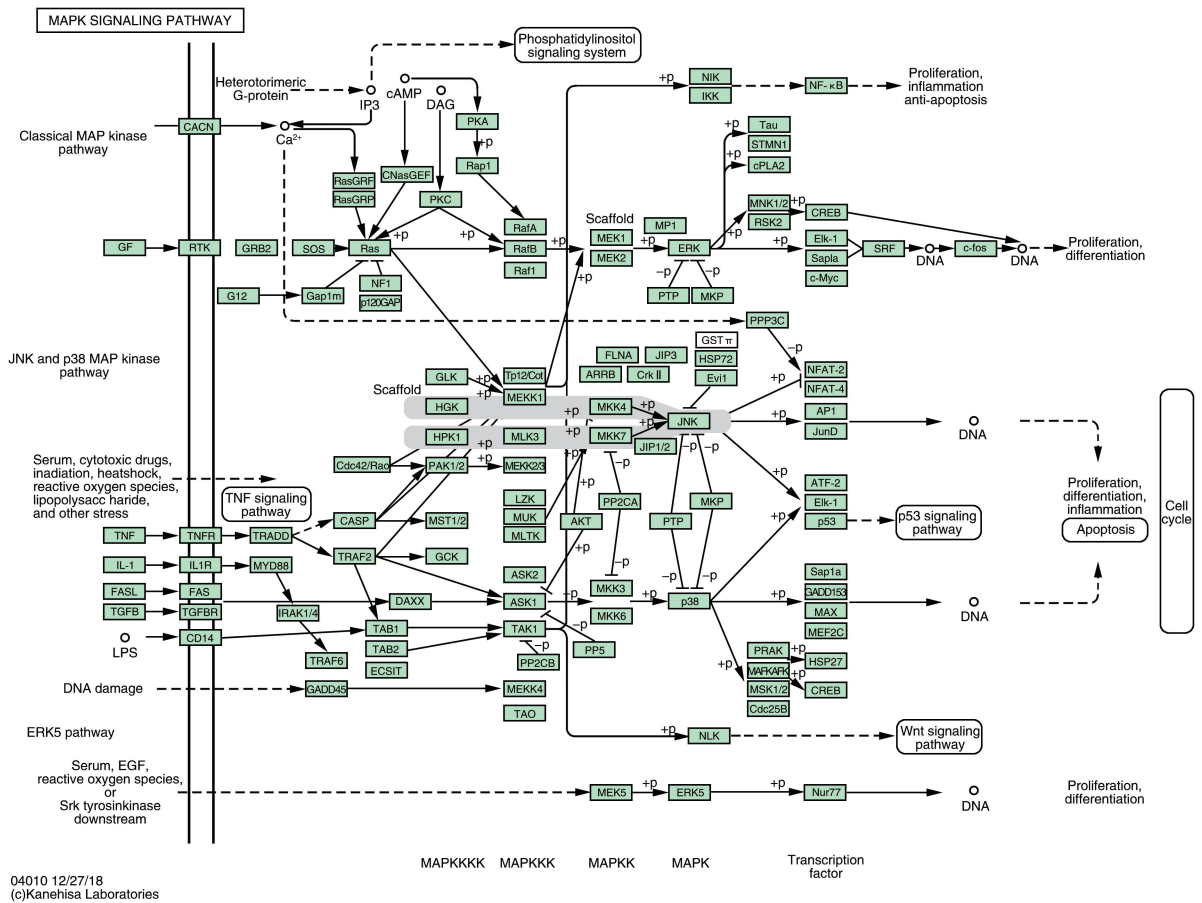 MAPK SIGNALING PATHWAY
Phosphatidylinositol
signaling system
Heterotorimeric
G-protein
IP3
cAMP
DAG
+p
NIK
IKK
NF-κB
Proliferation,
inflammation
anti-apoptosis
Classical MAP kinase
pathway
CACN
Ca2+
PKA
+p
Rap1
+p
Tau
STMN1
+p
cPLA2
RasGRF
RasGRP
CNasGEF
PKC
MNK1/2
+p
RSK2
CREB
GF
RTK
GRB2
SOS
Ras
+p
+p
RafA
RafB
Raf1
+p
+p
Scaffold
MEK1
MEK2
+p
MP1
ERK
+p
Elk-1
Sapla
c-Myc
SRF
DNA
c-fos
DNA
Proliferation,
differentiation
G12
Gap1m
NF1
p120GAP
−p
−p
PTP
MKP
PPP3C
−p
JNK and p38 MAP kinase
pathway
Scaffold
GLK
+p
+p
HGK
HPK1
Tp12/Cot
MEKK1
MLK3
FLNA
JIP3
ARRB
Crk II
GST π
HSP72
Evi1
+p
NFAT-2
NFAT-4
+p
MKK4
+p
+p
MKK7
+p
JNK
JIP1/2
+p
AP1
JunD
DNA
+p
Cdc42/Rao
PAK1/2
+p
MEKK2/3
−p
−p
−p
Serum, cytotoxic drugs,
inadiation, heatshock,
reactive oxygen species,
lipopolysacc haride,
and other stress
TNF signaling
pathway
LZK
MUK
MLTK
+p
AKT
+p
PP2CA
PTP
MKP
+p
+p
ATF-2
Elk-1
p53
p53 signaling
pathway
Proliferation,
differentiation,
inflammation
Apoptosis
Cell
cycle
TNF
TNFR
TRADD
CASP
MST1/2
IL-1
IL1R
MYD88
TRAF2
GCK
ASK2
−p
MKK3
−p
−p
FASL
FAS
DAXX
ASK1
+p
MKK6
+p
p38
+p
Sap1a
GADD153
MAX
MEF2C
DNA
TGFB
TGFBR
IRAK1/4
LPS
CD14
TAB1
TAK1
−p
−p
PP5
TRAF6
TAB2
ECSIT
PP2CB
+p
PRAK
+p
MAPKAPK
+p
MSK1/2
Cdc25B
HSP27
CREB
DNA damage
GADD45
MEKK4
TAO
ERK5 pathway
+p
NLK
Wnt signaling
pathway
Serum, EGF,
reactive oxygen species,
or
Srk tyrosinkinase
downstream
MEK5
+p
ERK5
+p
Nur77
DNA
Proliferation,
differentiation
MAPKKKK
MAPKKK
MAPKK
MAPK
Transcription
factor
04010 12/27/18
(c)Kanehisa Laboratories